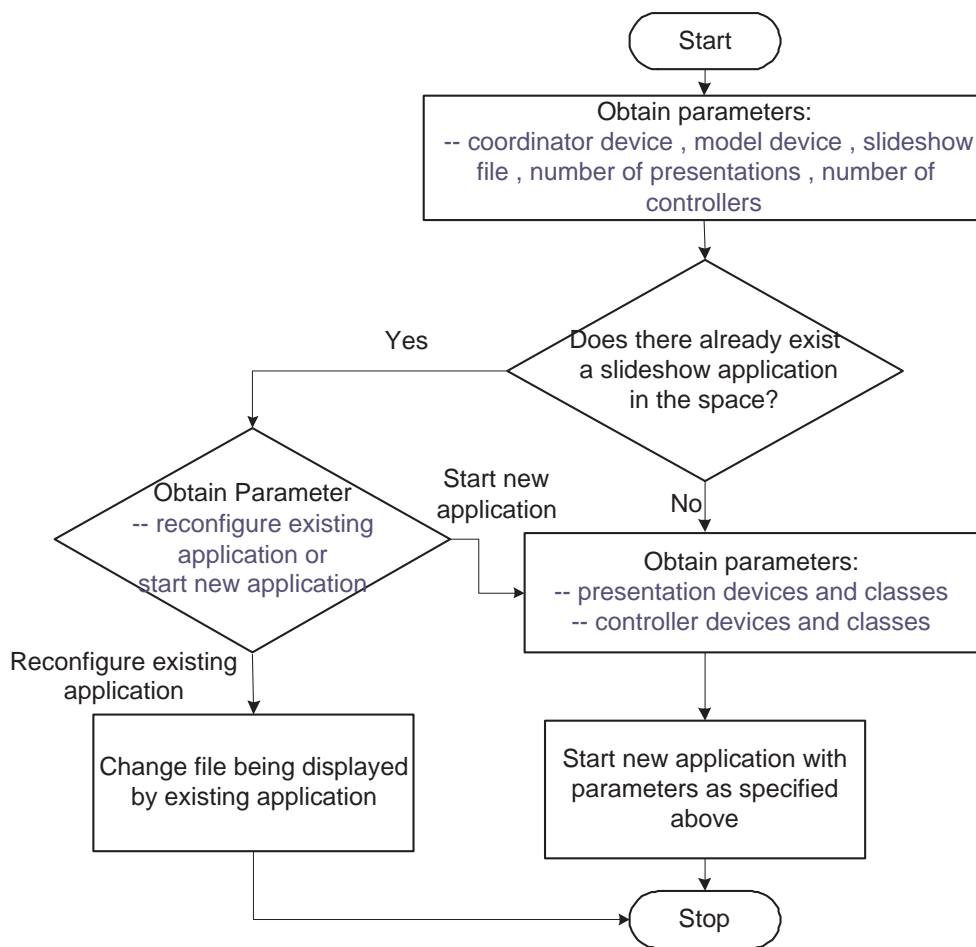 Start
Obtain parameters:
-- coordinator device , model device , slideshow
file , number of presentations , number of
controllers
Does there already exist
a slideshow application
in the space?
Yes
No
Obtain Parameter
-- reconfigure existing
application or
start new application
Start new
application
Obtain parameters:
-- presentation devices and classes
-- controller devices and classes
Reconfigure existing
application
Change file being displayed
by existing application
Start new application with
parameters as specified
above
Stop